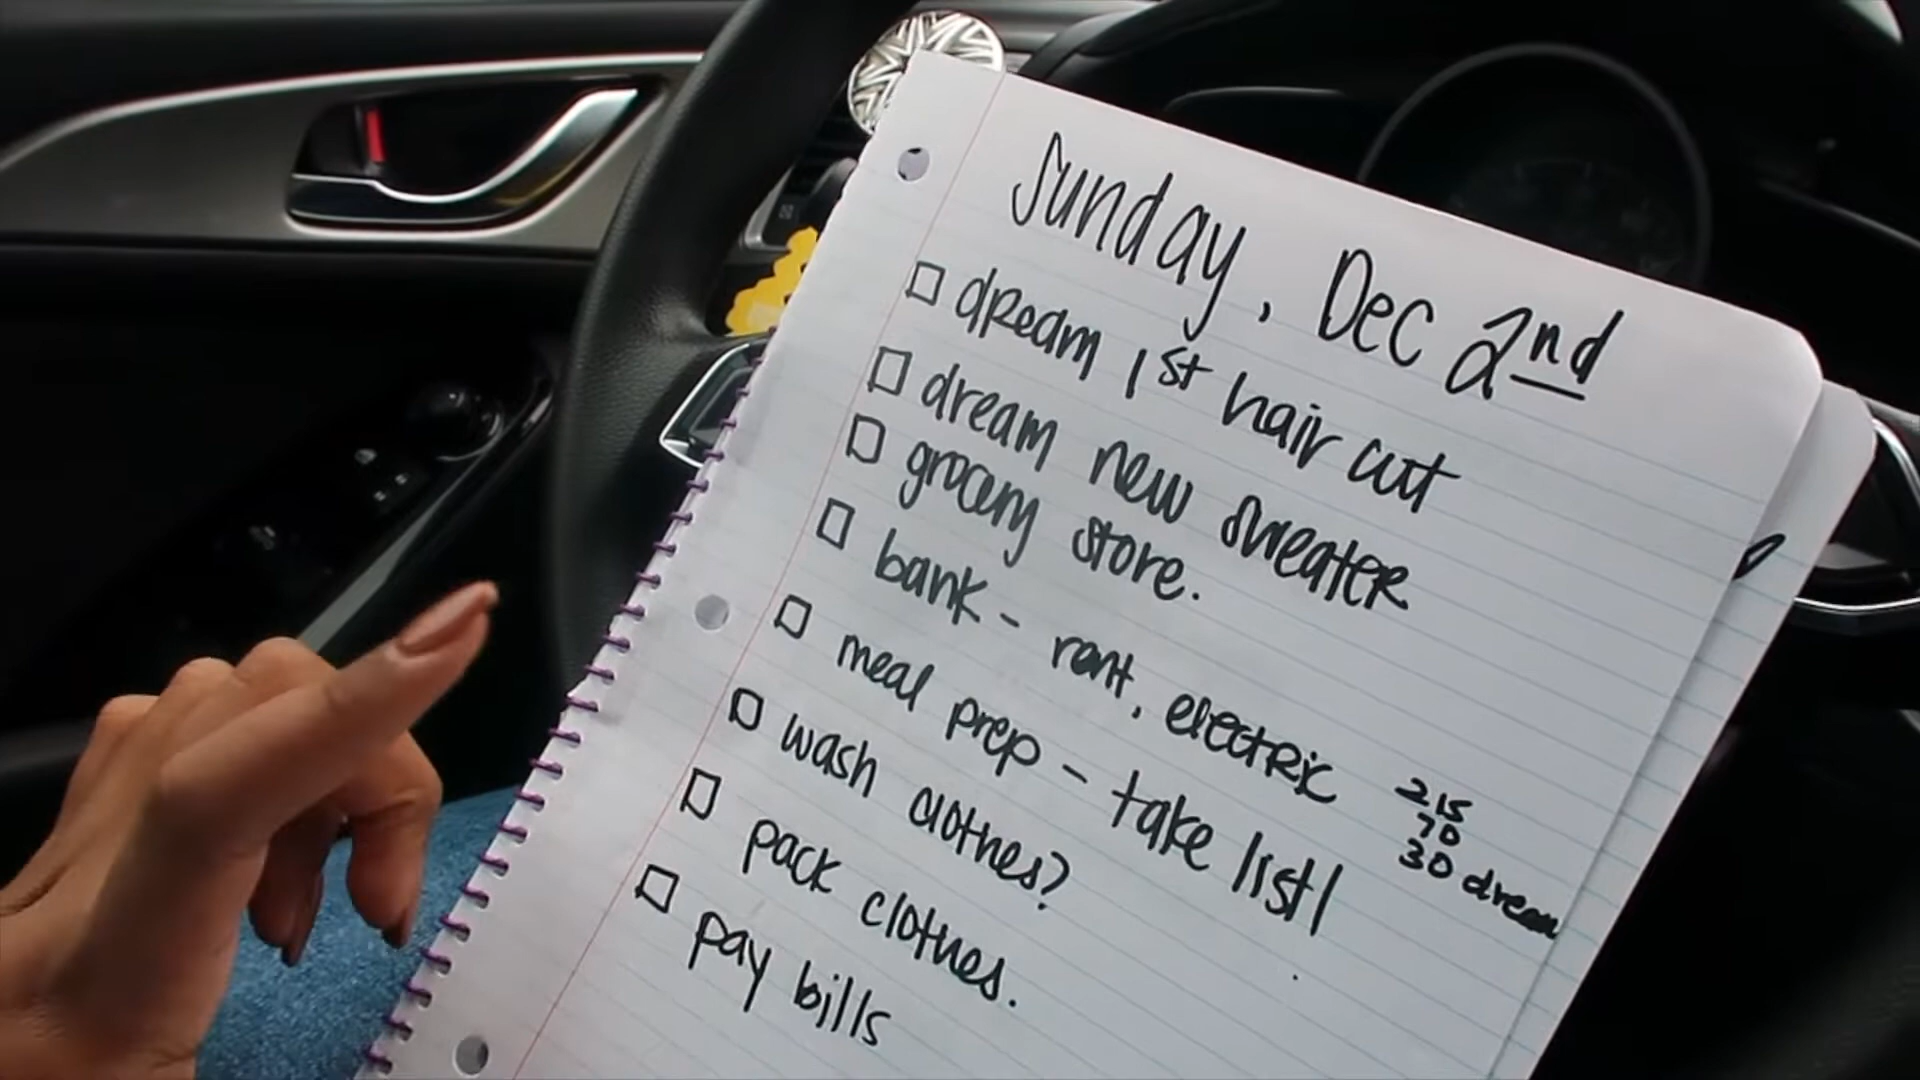 Sunday, Dec 2nd
dream 1st hair cut
dream new sweater
grocery store.
bank - rent, electric
215
70
30 dream
meal prep - take list!
wash clothes?
pack clothes.
pay bills